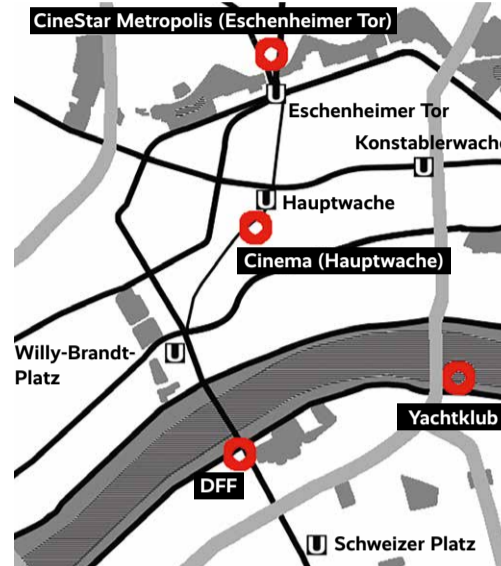 CineStar Metropolis (Eschenheimer Tor)
U
Eschenheimer Tor
Konstablerwache
U
U
Hauptwache
Cinema (Hauptwache)
Willy-Brandt-
Platz
U
Yachtklub
DFF
U
Schweizer Platz